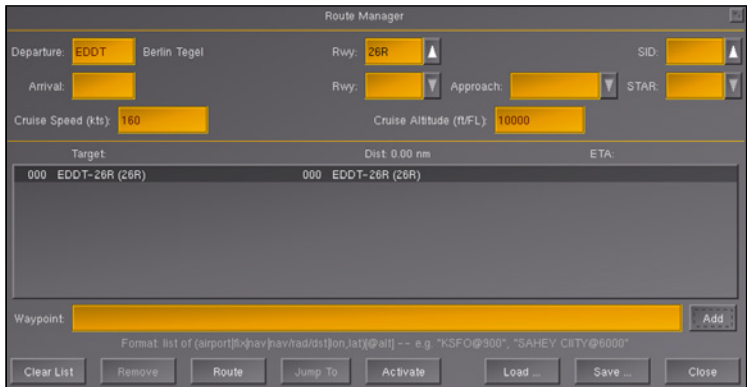 Route Manager
Departure: EDDT Berlin Tegel Rwy: 26R SID:
Arrival: Rwy: Approach: STAR:
Cruise Speed (kts): 160 Cruise Altitude (ft/FL): 10000
Target: Dist: 0.00 nm ETA:
000 EDDT-26R (26R) 000 EDDT-26R (26R)
Waypoint: Add
Format: list of (airport|fix|nav|nav/rad/dst|lon,lat)[@alt] -- e.g. "KSFO@900", "SAHEY CIITY@6000"
Clear List Remove Route Jump To Activate Load ... Save ... Close